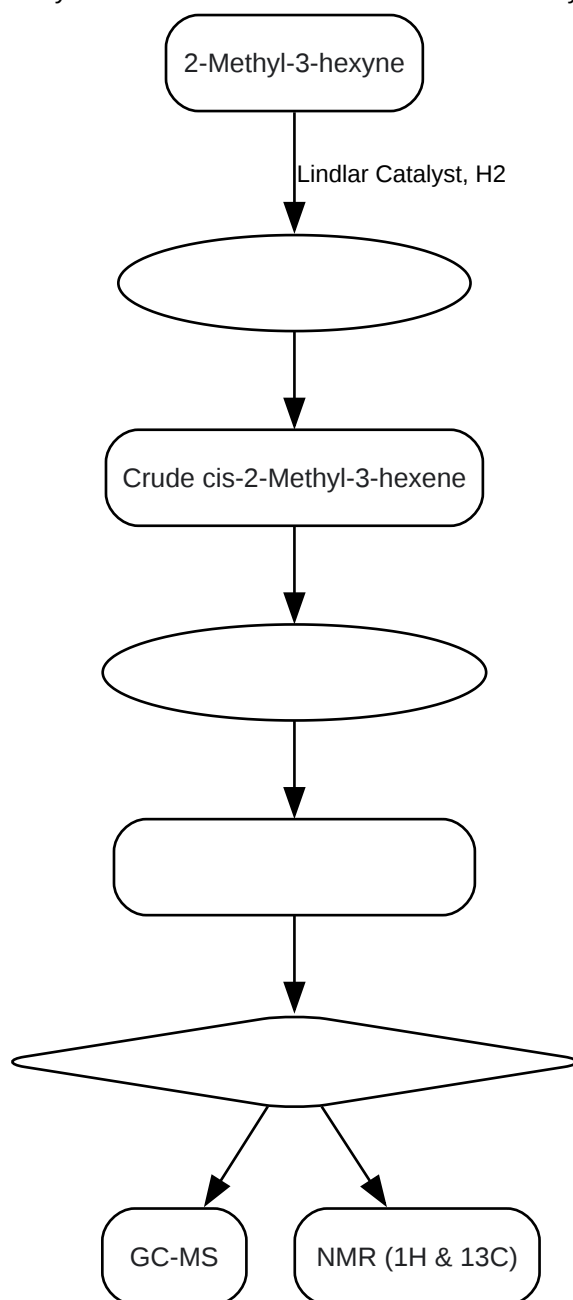 2-Methyl-3-hexyne
Lindlar Catalyst, H2
Crude cis-2-Methyl-3-hexene
GC-MS
NMR (1H & 13C)